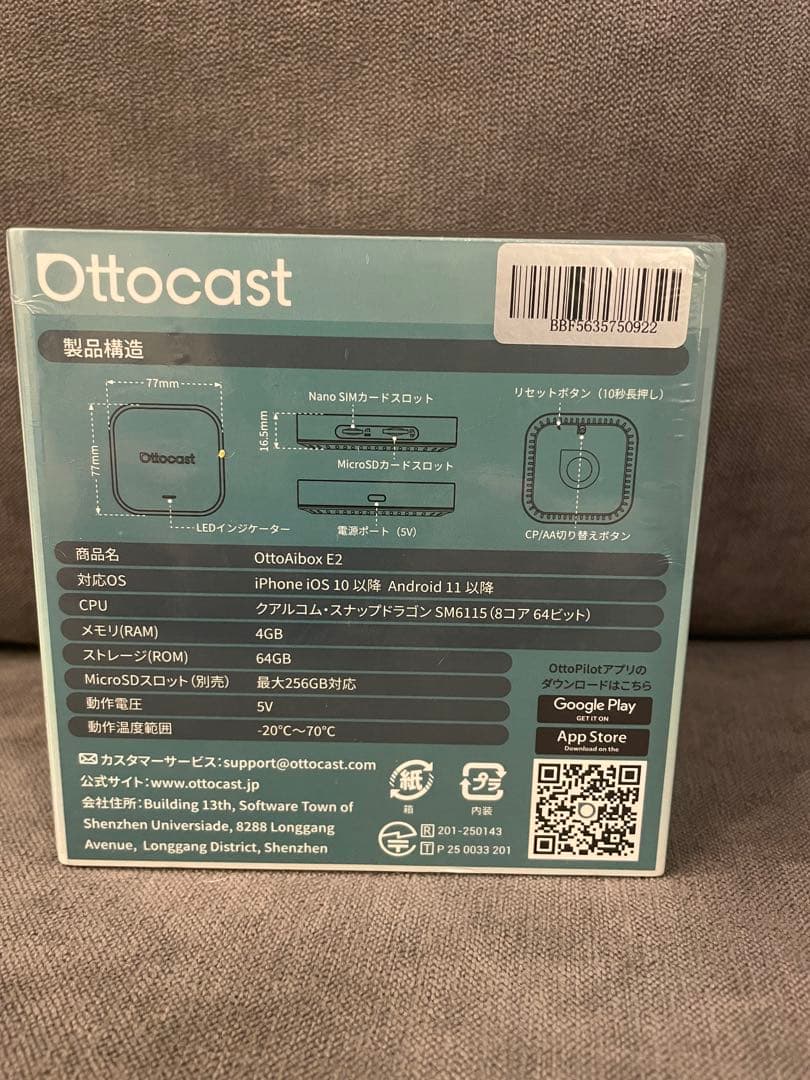 Ottocast
BBF5635750922
製品構造
77mm
77mm
Ottocast
LEDインジケーター
16.5mm
Nano SIMカードスロット
MicroSDカードスロット
電源ポート（5V）
リセットボタン（10秒長押し）
CP/AA切り替えボタン
商品名 OttoAibox E2
対応OS iPhone iOS 10 以降 Android 11 以降
CPU クアルコム・スナップドラゴン SM6115（8コア 64ビット）
メモリ(RAM) 4GB
ストレージ(ROM) 64GB
MicroSDスロット（別売） 最大256GB対応
動作電圧 5V
動作温度範囲 -20℃～70℃
OttoPilotアプリの
ダウンロードはこちら
Google Play
GET IT ON
App Store
Download on the
カスタマーサービス：support@ottocast.com
公式サイト：www.ottocast.jp
会社住所：Building 13th, Software Town of
Shenzhen Universiade, 8288 Longgang
Avenue, Longgang District, Shenzhen
紙
箱
プラ
内装
R 201-250143
T P 25 0033 201